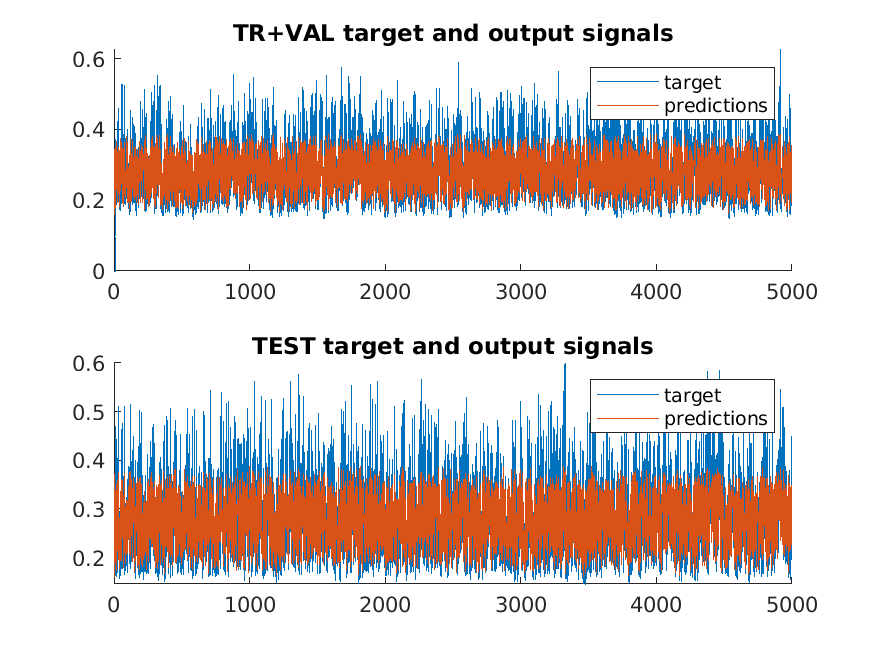 TR+VAL target and output signals
0.6
0.4
0.2
0
target
predictions
0 1000 2000 3000 4000 5000
TEST target and output signals
0.6
0.5
0.4
0.3
0.2
target
predictions
0 1000 2000 3000 4000 5000